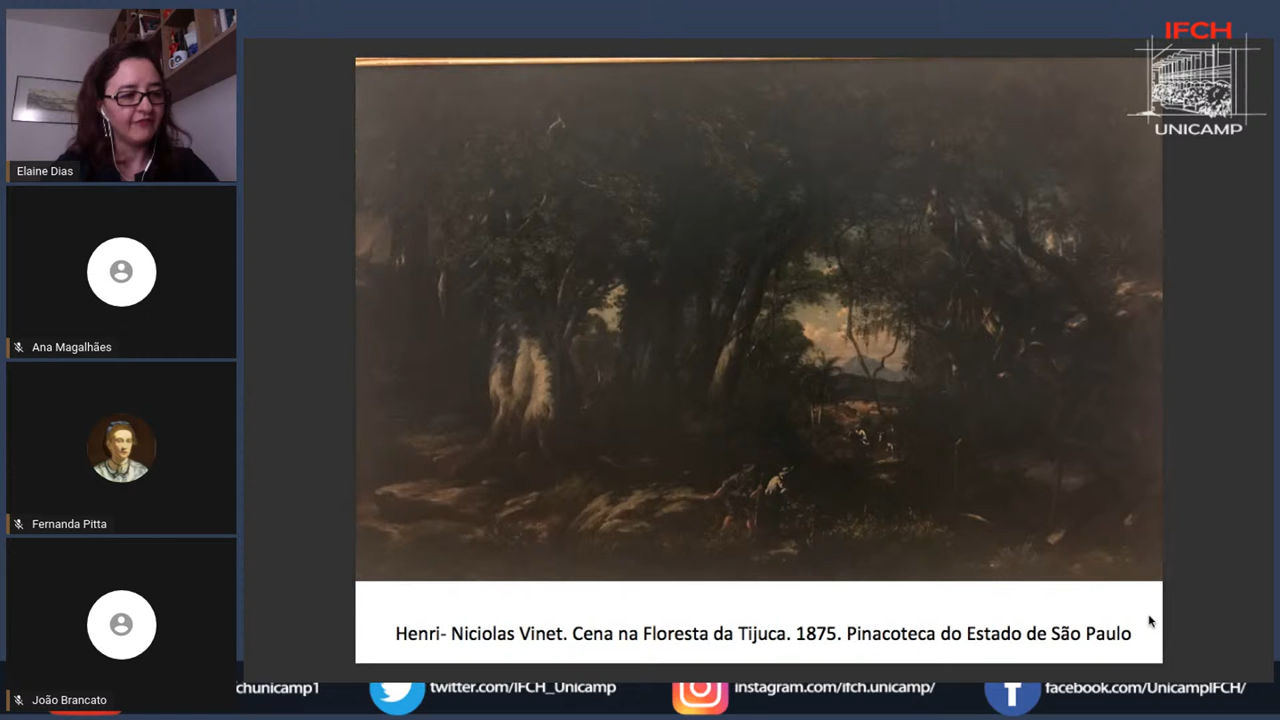 IFCH
UNICAMP
Elaine Dias
Ana Magalhães
Fernanda Pitta
João Brancato
Henri- Niciolas Vinet. Cena na Floresta da Tijuca. 1875. Pinacoteca do Estado de São Paulo
chunicamp1
twitter.com/IFCH_Unicamp
instagram.com/ifch.unicamp/
facebook.com/UnicampIFCH/